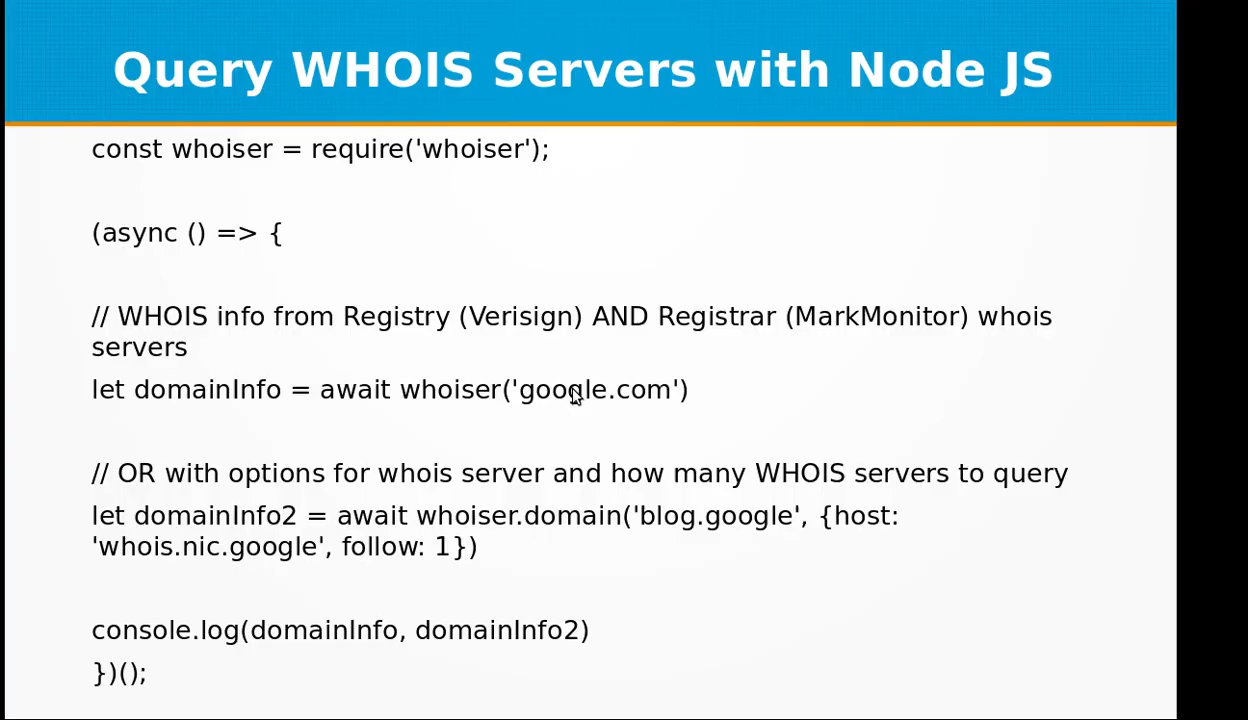 Query WHOIS Servers with Node JS
const whoiser = require('whoiser');
(async () => {
// WHOIS info from Registry (Verisign) AND Registrar (MarkMonitor) whois
servers
let domainInfo = await whoiser('google.com')
// OR with options for whois server and how many WHOIS servers to query
let domainInfo2 = await whoiser.domain('blog.google', {host:
'whois.nic.google', follow: 1})
console.log(domainInfo, domainInfo2)
})();